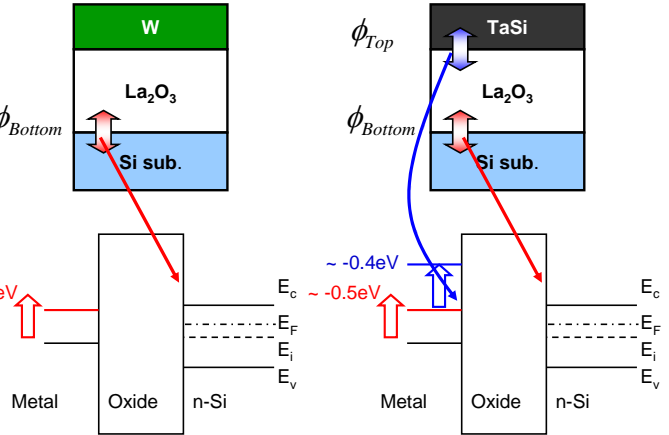 W
La₂O₃
ϕBottom
Si sub.
eV
Metal
Oxide
n-Si
Ec
EF
Ei
Ev
ϕTop
TaSi
La₂O₃
ϕBottom
Si sub.
~ -0.4eV
~ -0.5eV
Metal
Oxide
n-Si
Ec
EF
Ei
Ev